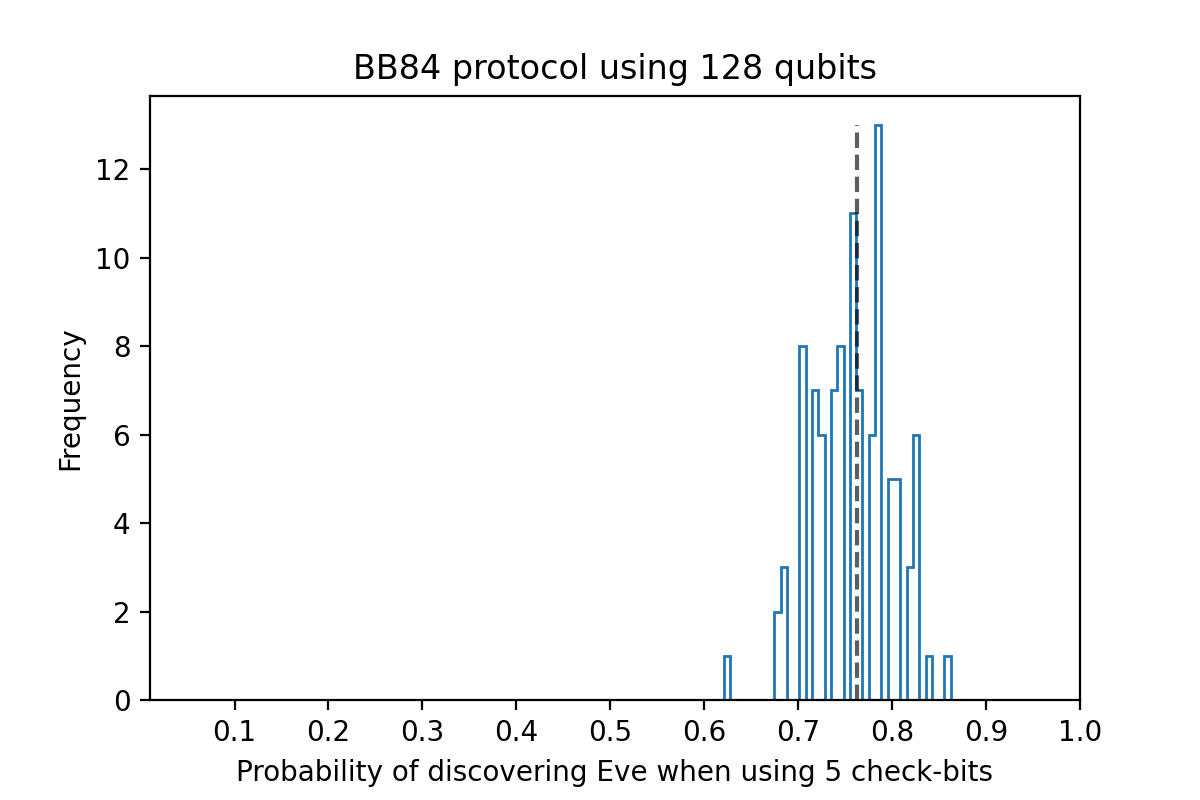 BB84 protocol using 128 qubits
12
10
8
6
4
2
0
Frequency
0.1 0.2 0.3 0.4 0.5 0.6 0.7 0.8 0.9 1.0
Probability of discovering Eve when using 5 check-bits